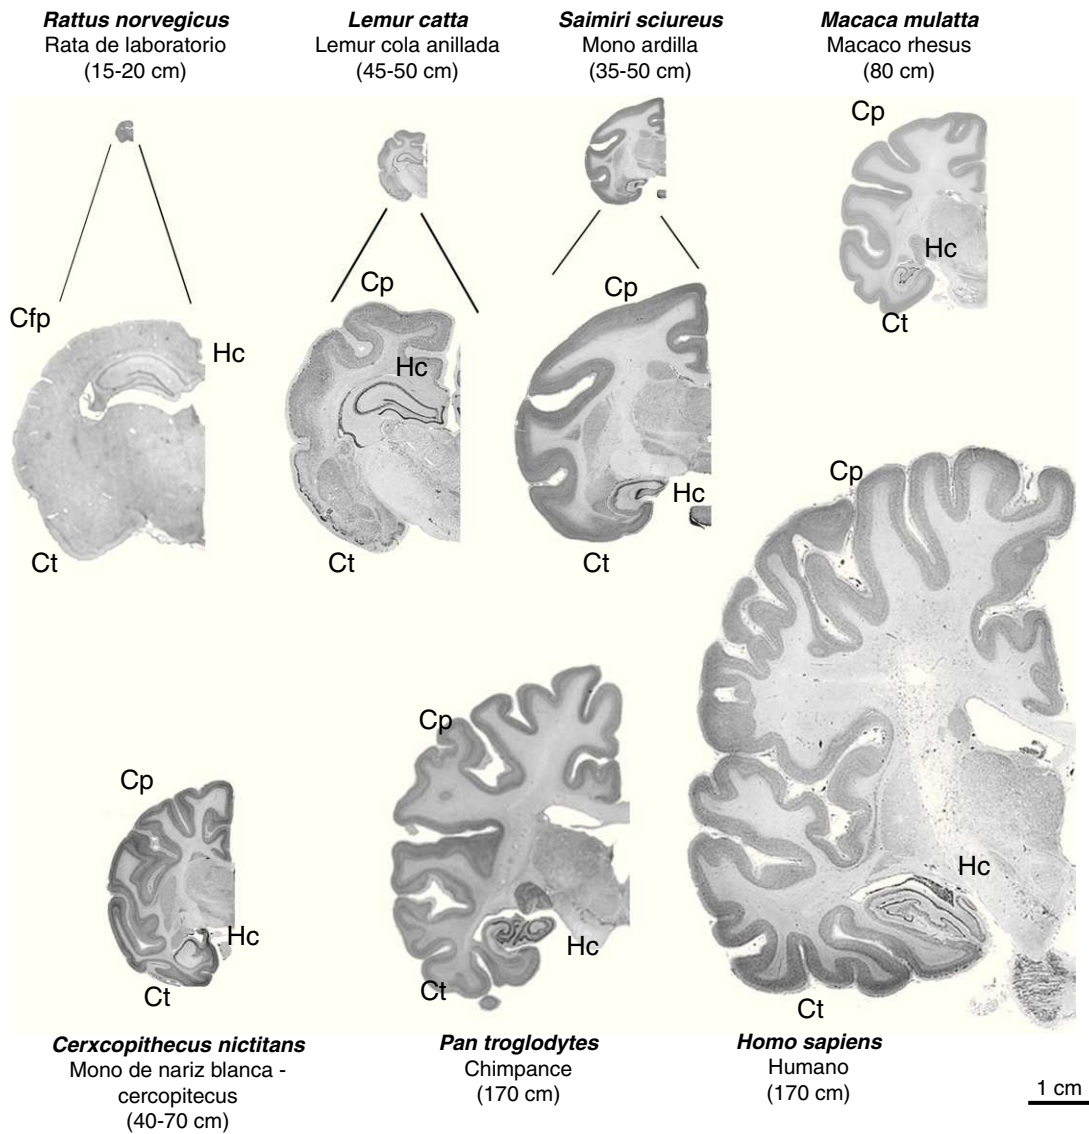 Rattus norvegicus
Rata de laboratorio
(15-20 cm)
Lemur catta
Lemur cola anillada
(45-50 cm)
Saimiri sciureus
Mono ardilla
(35-50 cm)
Macaca mulatta
Macaco rhesus
(80 cm)
Cp
Hc
Ct
Cfp
Hc
Ct
Cp
Hc
Ct
Cp
Hc
Ct
Cp
Hc
Ct
Cp
Hc
Ct
Cp
Hc
Ct
Cerxcopithecus nictitans
Mono de nariz blanca -
cercopitecus
(40-70 cm)
Pan troglodytes
Chimpance
(170 cm)
Homo sapiens
Humano
(170 cm)
1 cm